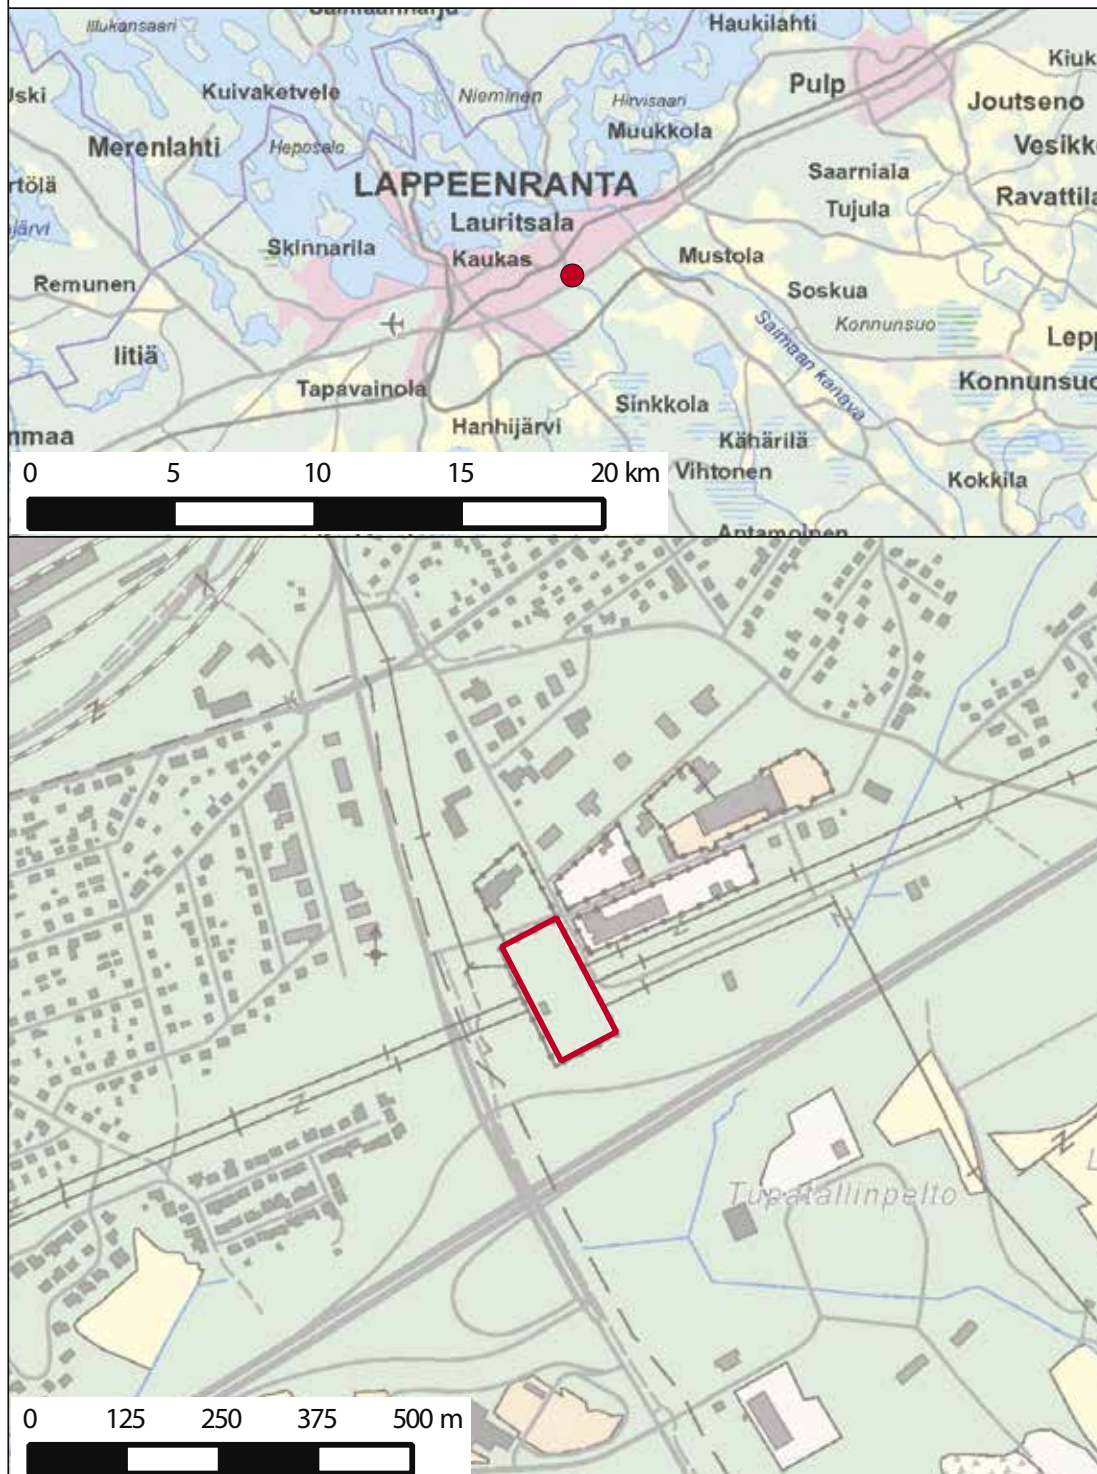 Haukilahti
Illukansaari
Kiuk
Pulp
Kuivaketvele
Nieminen
Hirvisaari
Joutseno
Muukkola
Merenlahti
Heposalo
Vesikk
Saarniala
rtölä
LAPPEENRANTA
Ravattila
Tujula
Lauritsala
järvi
Skinnarila
Kaukas
Mustola
Remunen
Soskua
Konnunsuo
Saimaan kanava
Iitiä
Lepp
Tapavainola
Konnunsuo
Sinkkola
Hanhijärvi
mmaa
Kähärilä
Vihtonen
Kokkila
0 5 10 15 20 km
Antamoinen
Tupatallinpelto
L
0 125 250 375 500 m